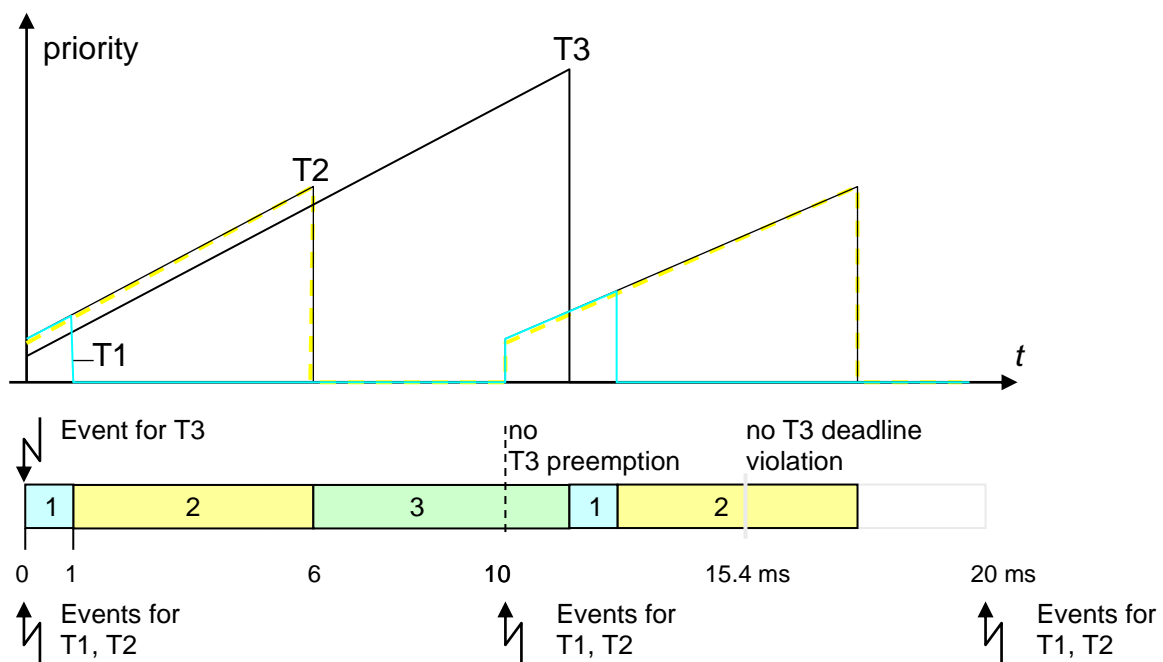 priority
T3
T2
T1
t
Event for T3
no
T3 preemption
no T3 deadline
violation
1
2
3
1
2
0
1
6
10
15.4 ms
20 ms
Events for
T1, T2
Events for
T1, T2
Events for
T1, T2